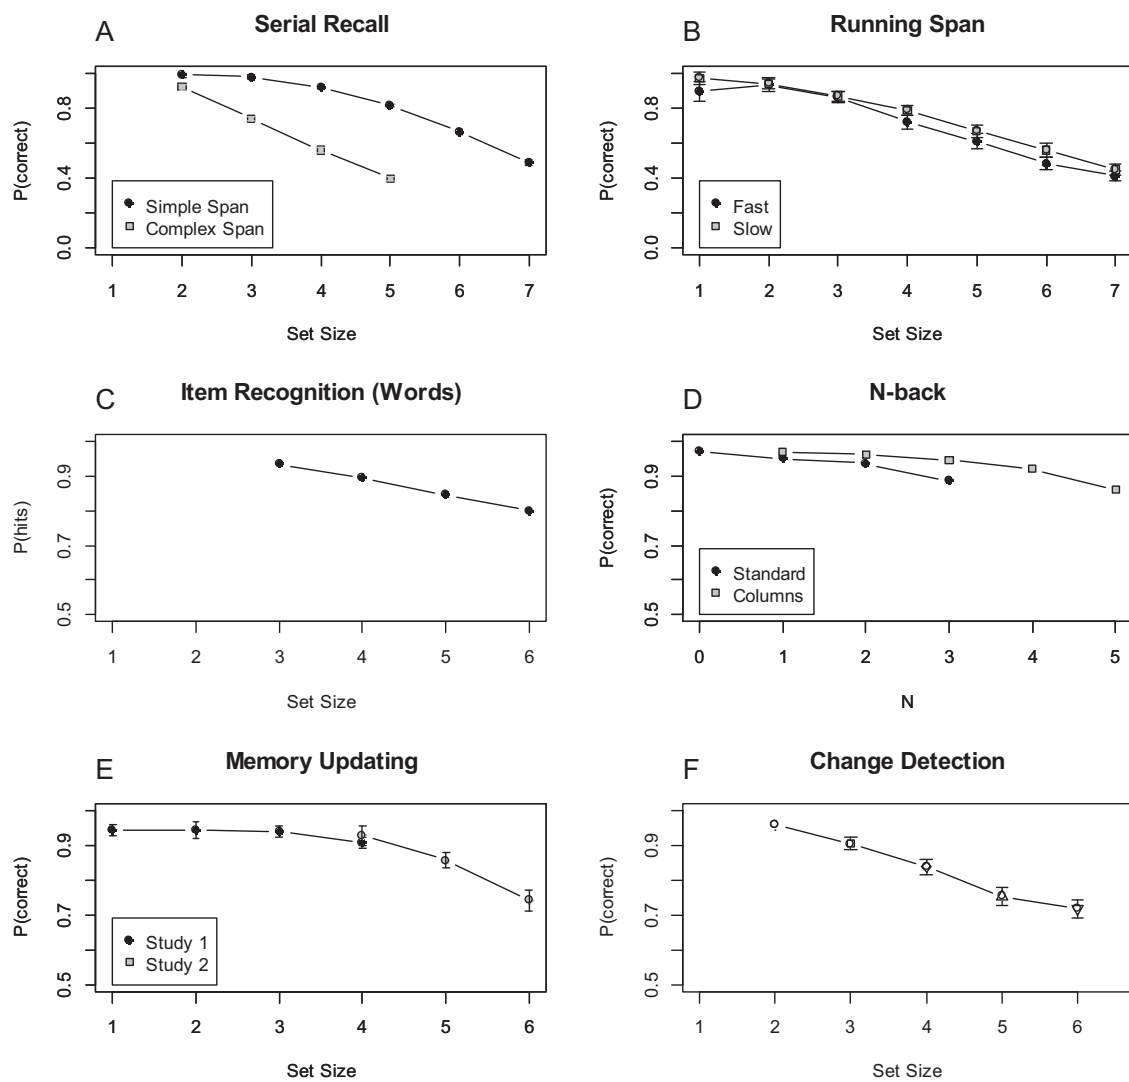 A
Serial Recall
P(correct)
0.0
0.4
0.8
Simple Span
Complex Span
1 2 3 4 5 6 7
Set Size
B
Running Span
P(correct)
0.0
0.4
0.8
Fast
Slow
1 2 3 4 5 6 7
Set Size
C
Item Recognition (Words)
P(hits)
0.5
0.7
0.9
1 2 3 4 5 6
Set Size
D
N-back
P(correct)
0.5
0.7
0.9
Standard
Columns
0 1 2 3 4 5
N
E
Memory Updating
P(correct)
0.5
0.7
0.9
Study 1
Study 2
1 2 3 4 5 6
Set Size
F
Change Detection
P(correct)
0.5
0.7
0.9
1 2 3 4 5 6
Set Size